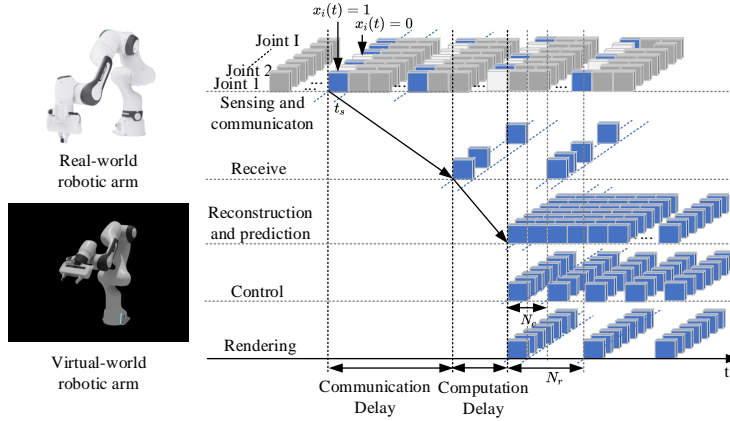 x_i(t) = 1
x_i(t) = 0
Joint I
Joint 2
Joint 1
...
...
...
...
t_s
Sensing and
communicaton
Receive
Real-world
robotic arm
Reconstruction
and prediction
...
Control
N_c
Rendering
t
N_r
Communication
Delay
Computation
Delay
Virtual-world
robotic arm